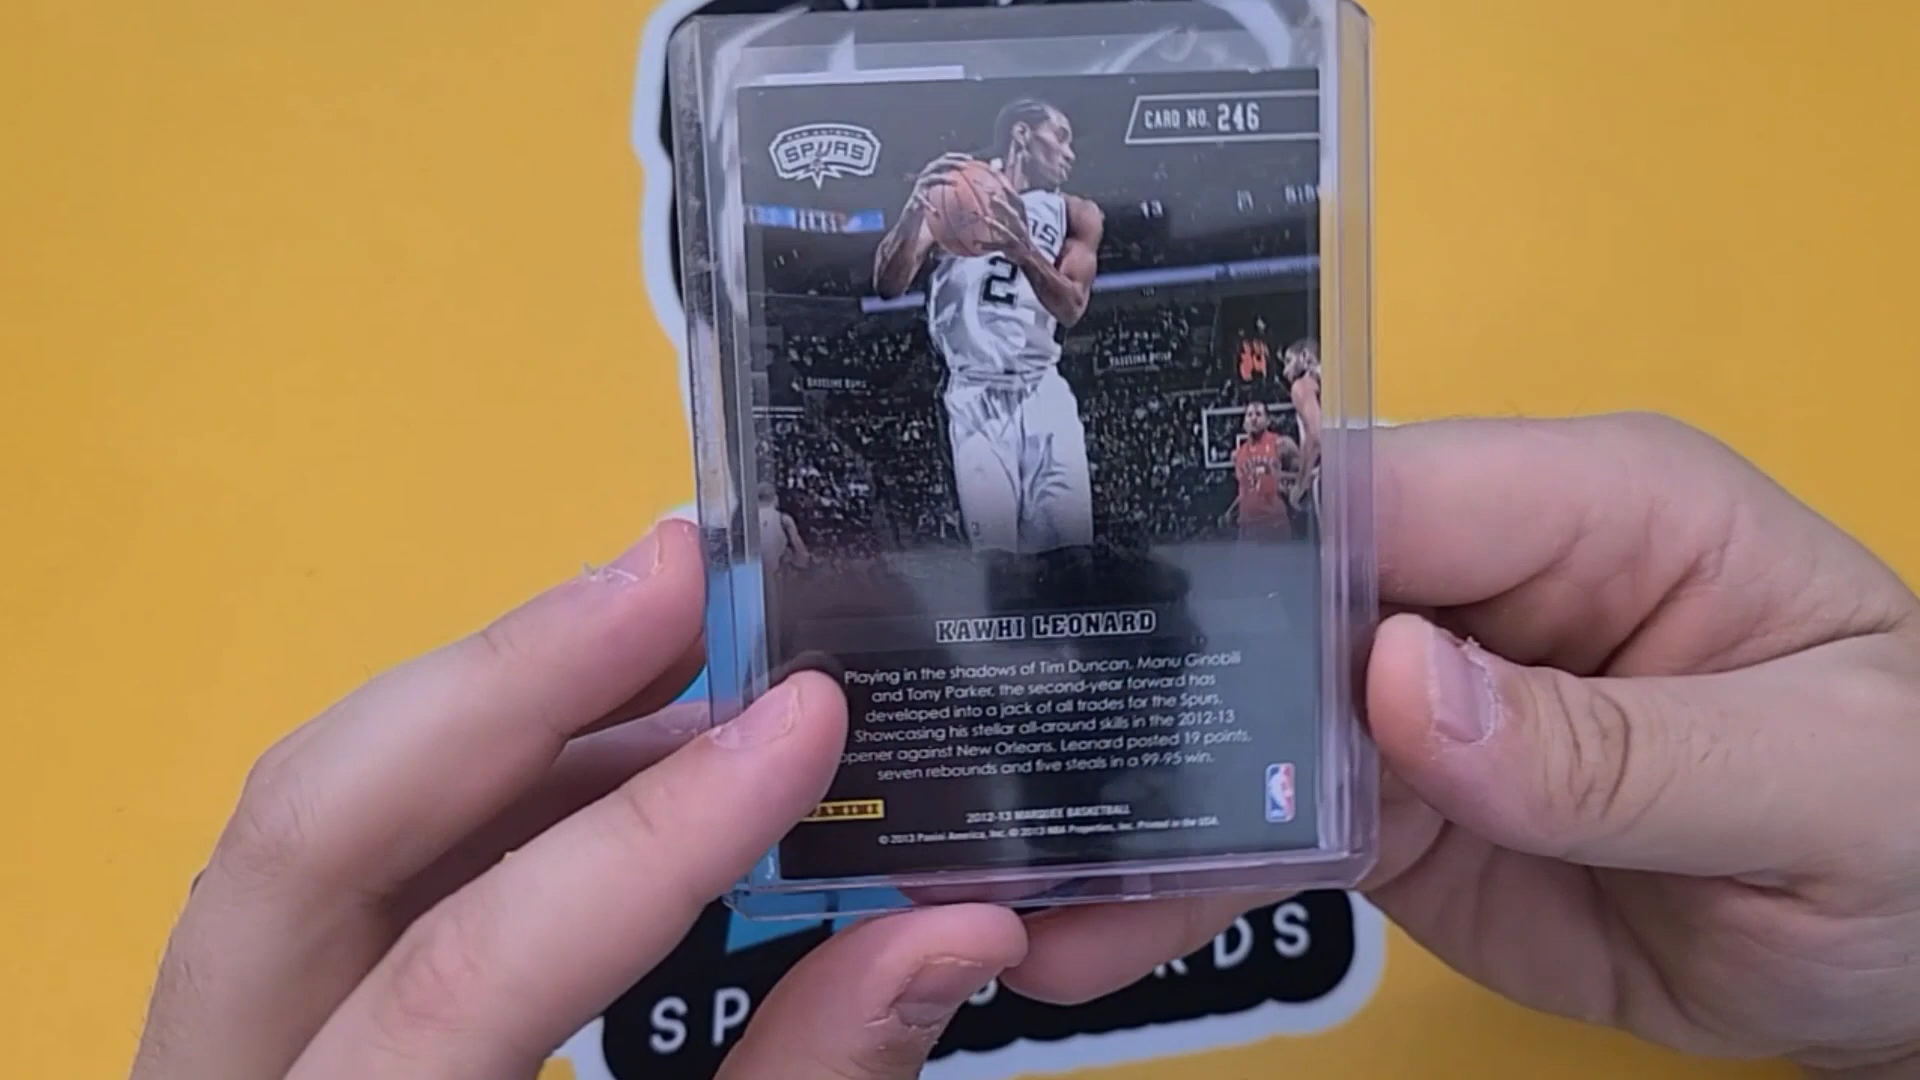 SAN ANTONIO
SPURS
CARD NO. 246
2
KAWHI LEONARD
Playing in the shadows of Tim Duncan, Manu Ginobili
and Tony Parker, the second-year forward has
developed into a jack of all trades for the Spurs.
Showcasing his stellar all-around skills in the 2012-13
opener against New Orleans, Leonard posted 19 points,
seven rebounds and five steals in a 99-95 win.
PANINI
2012-13 MARQUEE BASKETBALL
© 2013 Panini America, Inc. © 2013 NBA Properties, Inc. Printed in the USA.
SP RDS